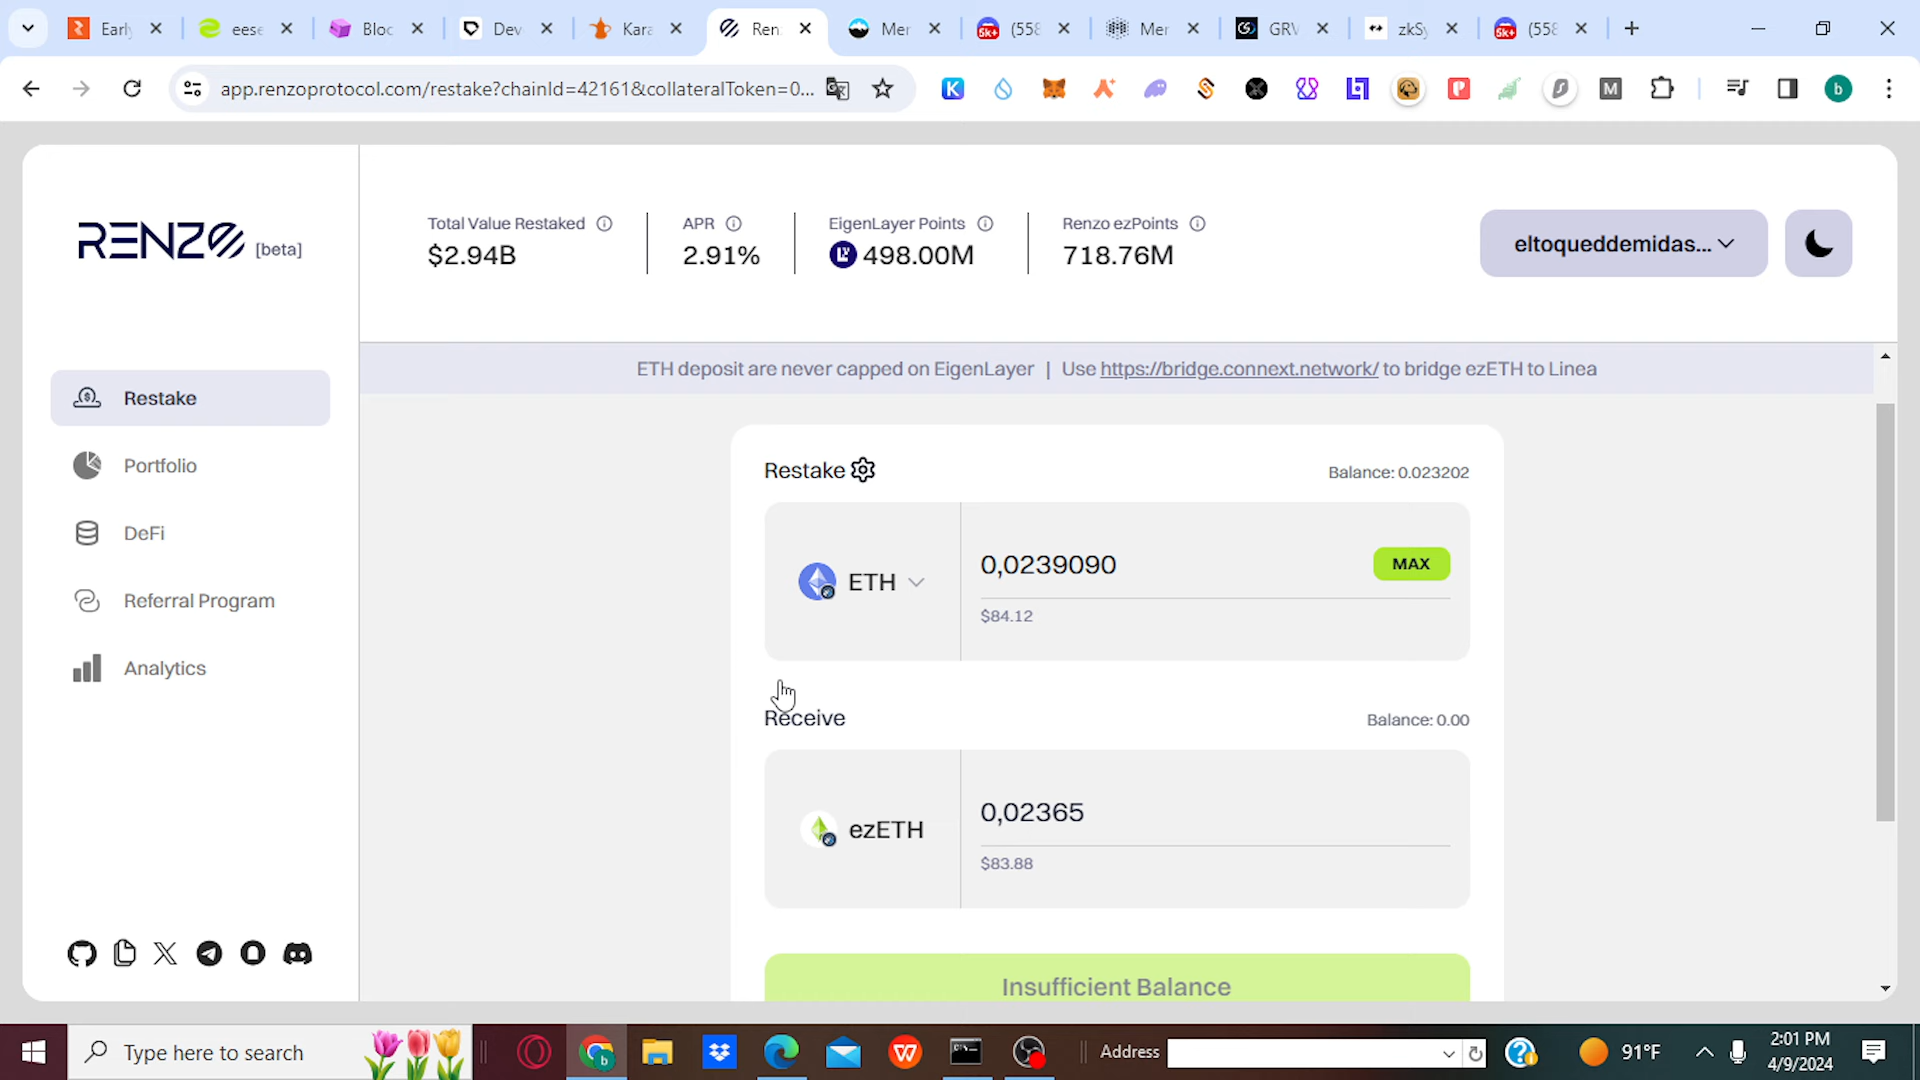 Early
eese
Bloc
Dev
Kara
Ren
Mer
(558
Mer
GRV
zkSy
(558
app.renzoprotocol.com/restake?chainId=42161&collateralToken=0...
RENZO [beta]
Total Value Restaked
$2.94B
APR
2.91%
EigenLayer Points
498.00M
Renzo ezPoints
718.76M
eltoqueddemidas...
ETH deposit are never capped on EigenLayer | Use https://bridge.connext.network/ to bridge ezETH to Linea
Restake
Portfolio
DeFi
Referral Program
Analytics
Restake
Balance: 0.023202
ETH
0,0239090
MAX
$84.12
Receive
Balance: 0.00
ezETH
0,02365
$83.88
Insufficient Balance
Type here to search
Address
91°F
2:01 PM
4/9/2024